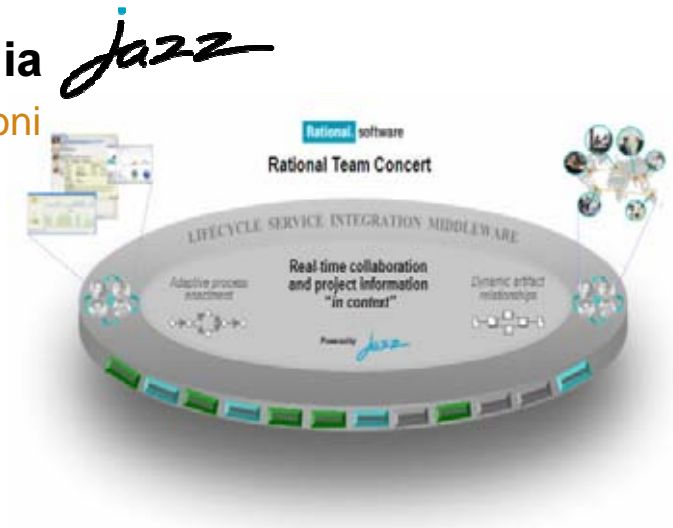 ia jazz
oni
Rational. software
Rational Team Concert
LIFECYCLE SERVICE INTEGRATION MIDDLEWARE
Real-time collaboration
and project information
"in context"
Adaptive process
enactment
Dynamic artifact
relationships
Powered by jazz